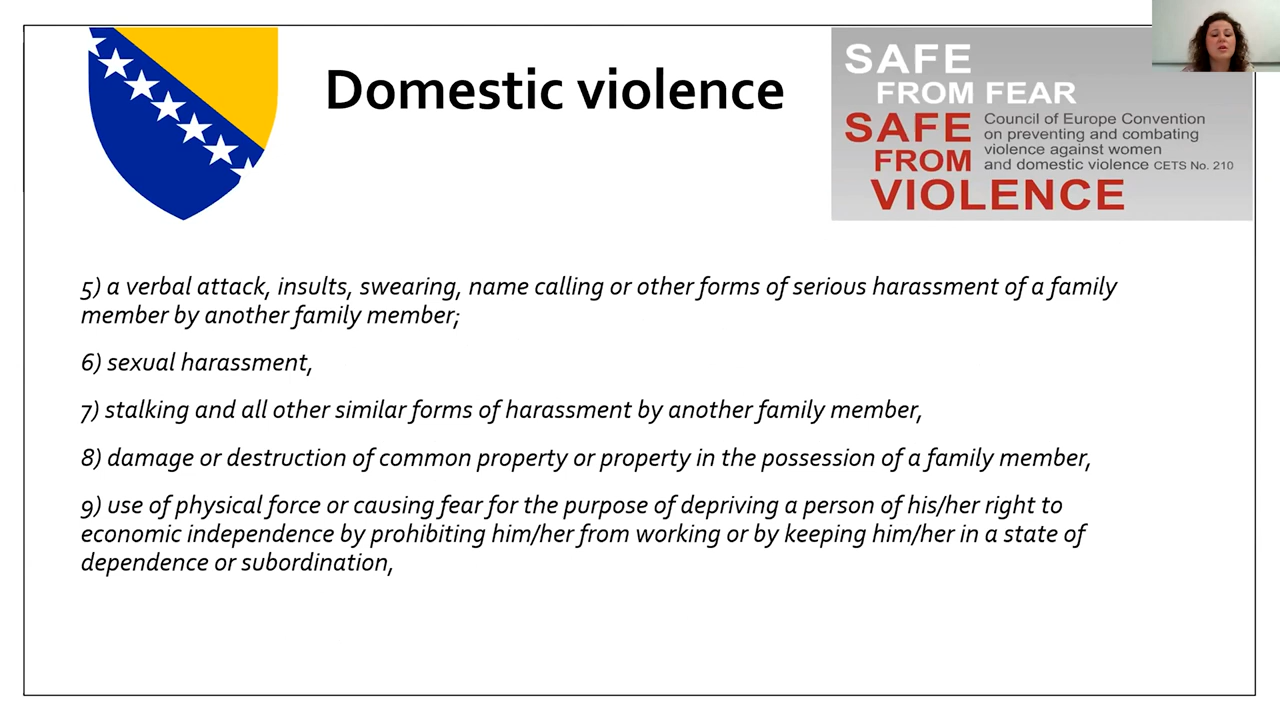 Domestic violence
SAFE
FROM FEAR
SAFE
FROM
VIOLENCE
Council of Europe Convention
on preventing and combating
violence against women
and domestic violence CETS No. 210
5) a verbal attack, insults, swearing, name calling or other forms of serious harassment of a family
member by another family member;
6) sexual harassment,
7) stalking and all other similar forms of harassment by another family member,
8) damage or destruction of common property or property in the possession of a family member,
9) use of physical force or causing fear for the purpose of depriving a person of his/her right to
economic independence by prohibiting him/her from working or by keeping him/her in a state of
dependence or subordination,